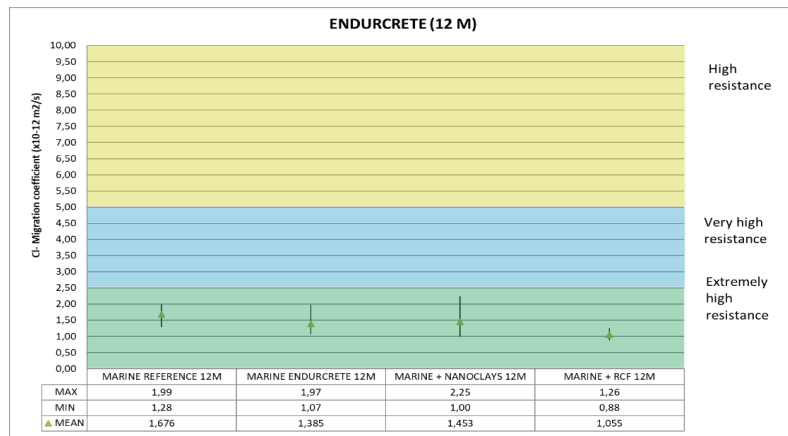 ENDURCRETE (12 M)
Cl- Migration coefficient (x10-12 m2/s)
10,00
9,50
9,00
8,50
8,00
7,50
7,00
6,50
6,00
5,50
5,00
4,50
4,00
3,50
3,00
2,50
2,00
1,50
1,00
0,50
0,00
High
resistance
Very high
resistance
Extremely
high
resistance
MARINE REFERENCE 12M MARINE ENDURCRETE 12M MARINE + NANOCLAYS 12M MARINE + RCF 12M
MAX 1,99 1,97 2,25 1,26
MIN 1,28 1,07 1,00 0,88
MEAN 1,676 1,385 1,453 1,055